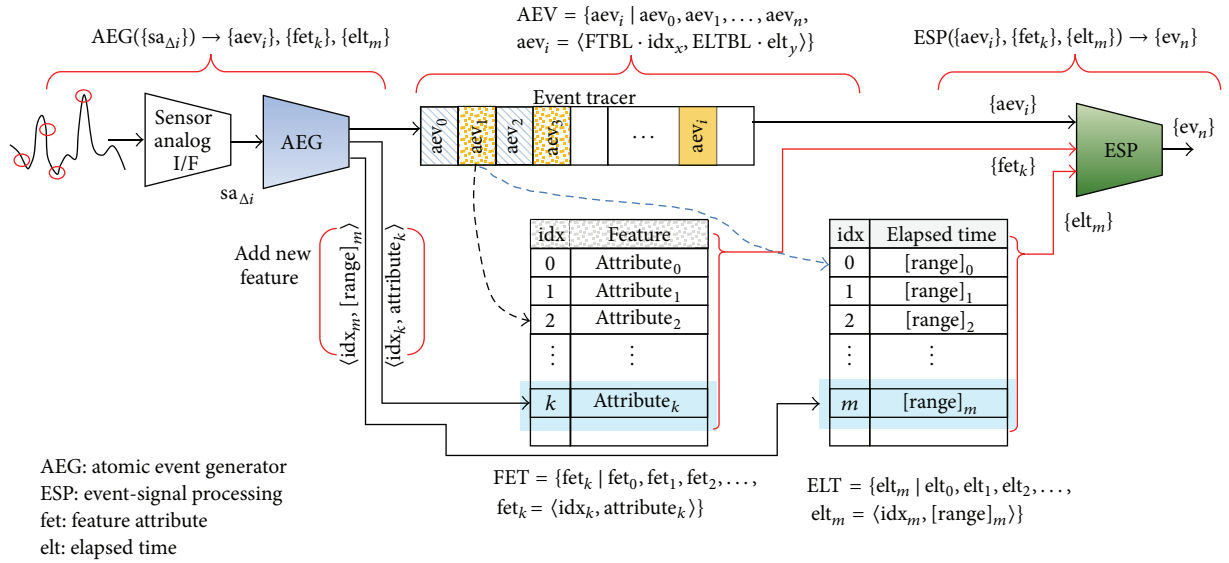 AEG({sa_Δi}) → {aev_i}, {fet_k}, {elt_m}
AEV = {aev_i | aev_0, aev_1, . . . , aev_n,
aev_i = ⟨FTBL · idx_x, ELTBL · elt_y⟩}
ESP({aev_i}, {fet_k}, {elt_m}) → {ev_n}
Sensor
analog
I/F
sa_Δi
AEG
Event tracer
aev_0
aev_1
aev_2
aev_3
...
aev_i
{aev_i}
{fet_k}
{elt_m}
ESP
{ev_n}
Add new
feature
⟨idx_m, [range]_m⟩
⟨idx_k, attribute_k⟩
idx Feature
0 Attribute_0
1 Attribute_1
2 Attribute_2
⋮ ⋮
k Attribute_k
idx Elapsed time
0 [range]_0
1 [range]_1
2 [range]_2
⋮ ⋮
m [range]_m
FET = {fet_k | fet_0, fet_1, fet_2, . . . ,
fet_k = ⟨idx_k, attribute_k⟩}
ELT = {elt_m | elt_0, elt_1, elt_2, . . . ,
elt_m = ⟨idx_m, [range]_m⟩}
AEG: atomic event generator
ESP: event-signal processing
fet: feature attribute
elt: elapsed time